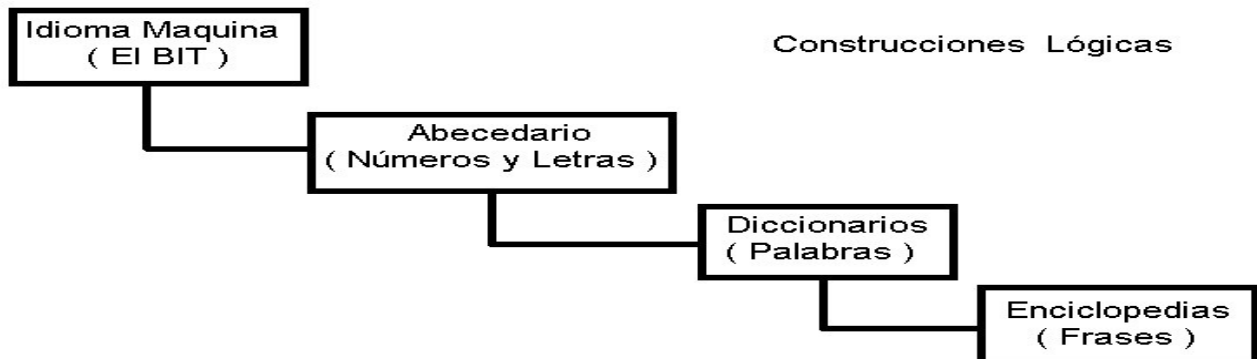 Idioma Maquina
( El BIT )
Construcciones Lógicas
Abecedario
( Números y Letras )
Diccionarios
( Palabras )
Enciclopedias
( Frases )